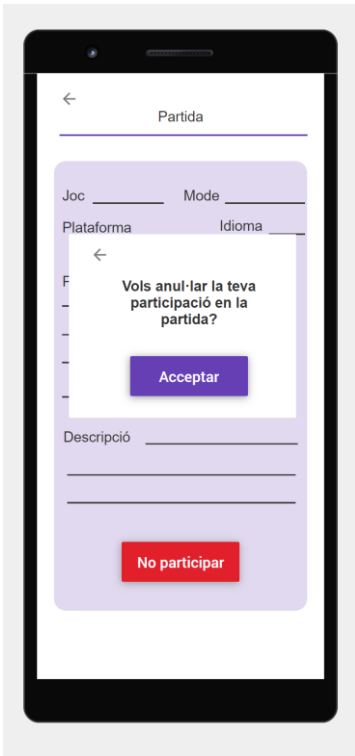 Partida
Joc Mode
Plataforma Idioma
Vols anul·lar la teva
participació en la
partida?
Acceptar
Descripció
No participar